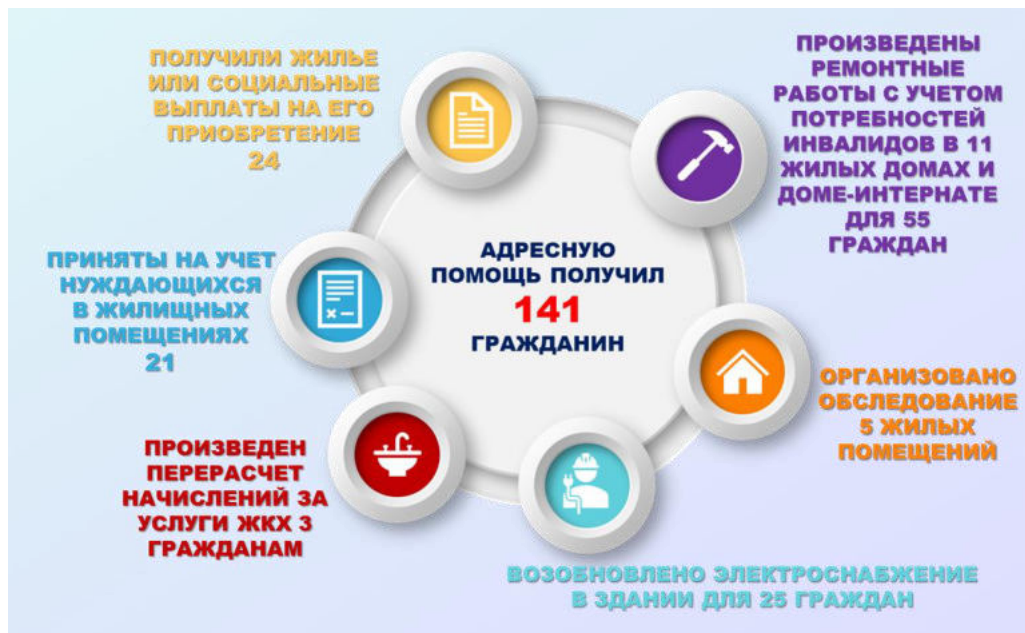 ПОЛУЧИЛИ ЖИЛЬЕ
ИЛИ СОЦИАЛЬНЫЕ
ВЫПЛАТЫ НА ЕГО
ПРИОБРЕТЕНИЕ
24
ПРОИЗВЕДЕНЫ
РЕМОНТНЫЕ
РАБОТЫ С УЧЕТОМ
ПОТРЕБНОСТЕЙ
ИНВАЛИДОВ В 11
ЖИЛЫХ ДОМАХ И
ДОМЕ-ИНТЕРНАТЕ
ДЛЯ 55
ГРАЖДАН
АДРЕСНУЮ
ПОМОЩЬ ПОЛУЧИЛ
141
ГРАЖДАНИН
ПРИНЯТЫ НА УЧЕТ
НУЖДАЮЩИХСЯ
В ЖИЛИЩНЫХ
ПОМЕЩЕНИЯХ
21
ОРГАНИЗОВАНО
ОБСЛЕДОВАНИЕ
5 ЖИЛЫХ
ПОМЕЩЕНИЙ
ПРОИЗВЕДЕН
ПЕРЕРАСЧЕТ
НАЧИСЛЕНИЙ ЗА
УСЛУГИ ЖКХ 3
ГРАЖДАНАМ
ВОЗОБНОВЛЕНО ЭЛЕКТРОСНАБЖЕНИЕ
В ЗДАНИИ ДЛЯ 25 ГРАЖДАН